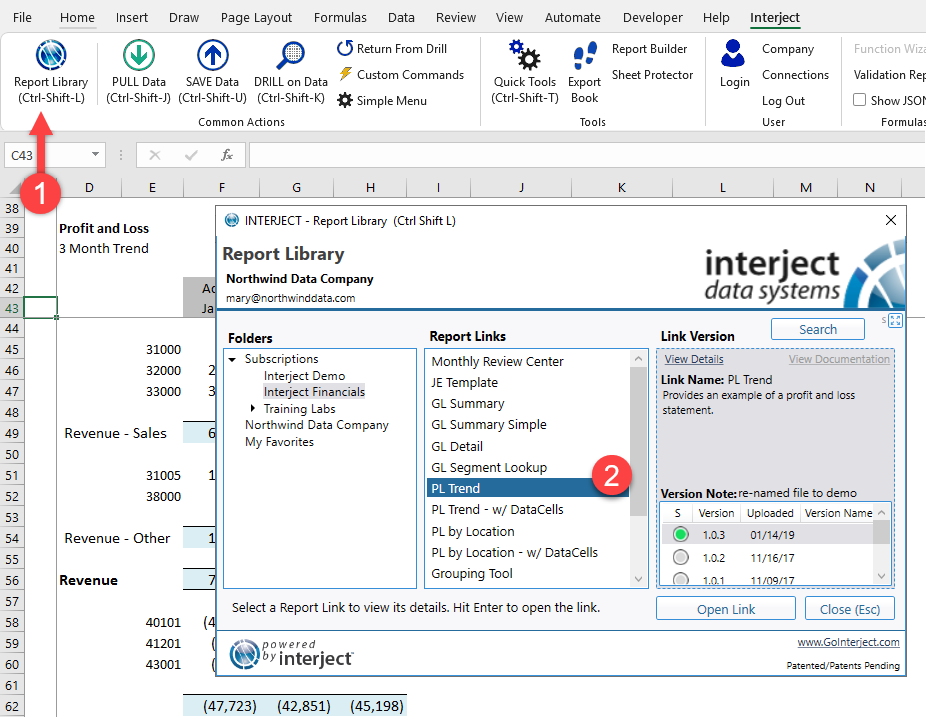 File Home Insert Draw Page Layout Formulas Data Review View Automate Developer Help Interject
Report Library (Ctrl-Shift-L)
PULL Data (Ctrl-Shift-J)
SAVE Data (Ctrl-Shift-U)
DRILL on Data (Ctrl-Shift-K)
Return From Drill
Custom Commands
Simple Menu
Common Actions
Quick Tools (Ctrl-Shift-T)
Export Book
Report Builder
Sheet Protector
Tools
Login
Company
Connections
Log Out
User
Function Wiza
Validation Rep
Show JSON
Formulas
C43 fx
1
D E F G H I J K L M N
38
39 Profit and Loss
40 3 Month Trend
41
42 Ac
43 Ja
44
45 31000
46 32000 2
47 33000 3
48
49 Revenue - Sales 6
50
51 31005 1
52 38000
53
54 Revenue - Other 1
55
56 Revenue 7
57
58 40101 (4
59 41201 (
60 43001 (
61
62 (47,723) (42,851) (45,198)
INTERJECT - Report Library (Ctrl Shift L)
Report Library
Northwind Data Company
mary@northwinddata.com
interject
data systems
Folders
Subscriptions
Interject Demo
Interject Financials
Training Labs
Northwind Data Company
My Favorites
Report Links
Monthly Review Center
JE Template
GL Summary
GL Summary Simple
GL Detail
GL Segment Lookup
PL Trend
PL Trend - w/ DataCells
PL by Location
PL by Location - w/ DataCells
Grouping Tool
2
Link Version
Search
s
View Details View Documentation
Link Name: PL Trend
Provides an example of a profit and loss
statement.
Version Note: re-named file to demo
S Version Uploaded Version Name
1.0.3 01/14/19
1.0.2 11/16/17
1.0.1 11/09/17
Select a Report Link to view its details. Hit Enter to open the link.
Open Link
Close (Esc)
powered
by interject
www.GoInterject.com
Patented/Patents Pending